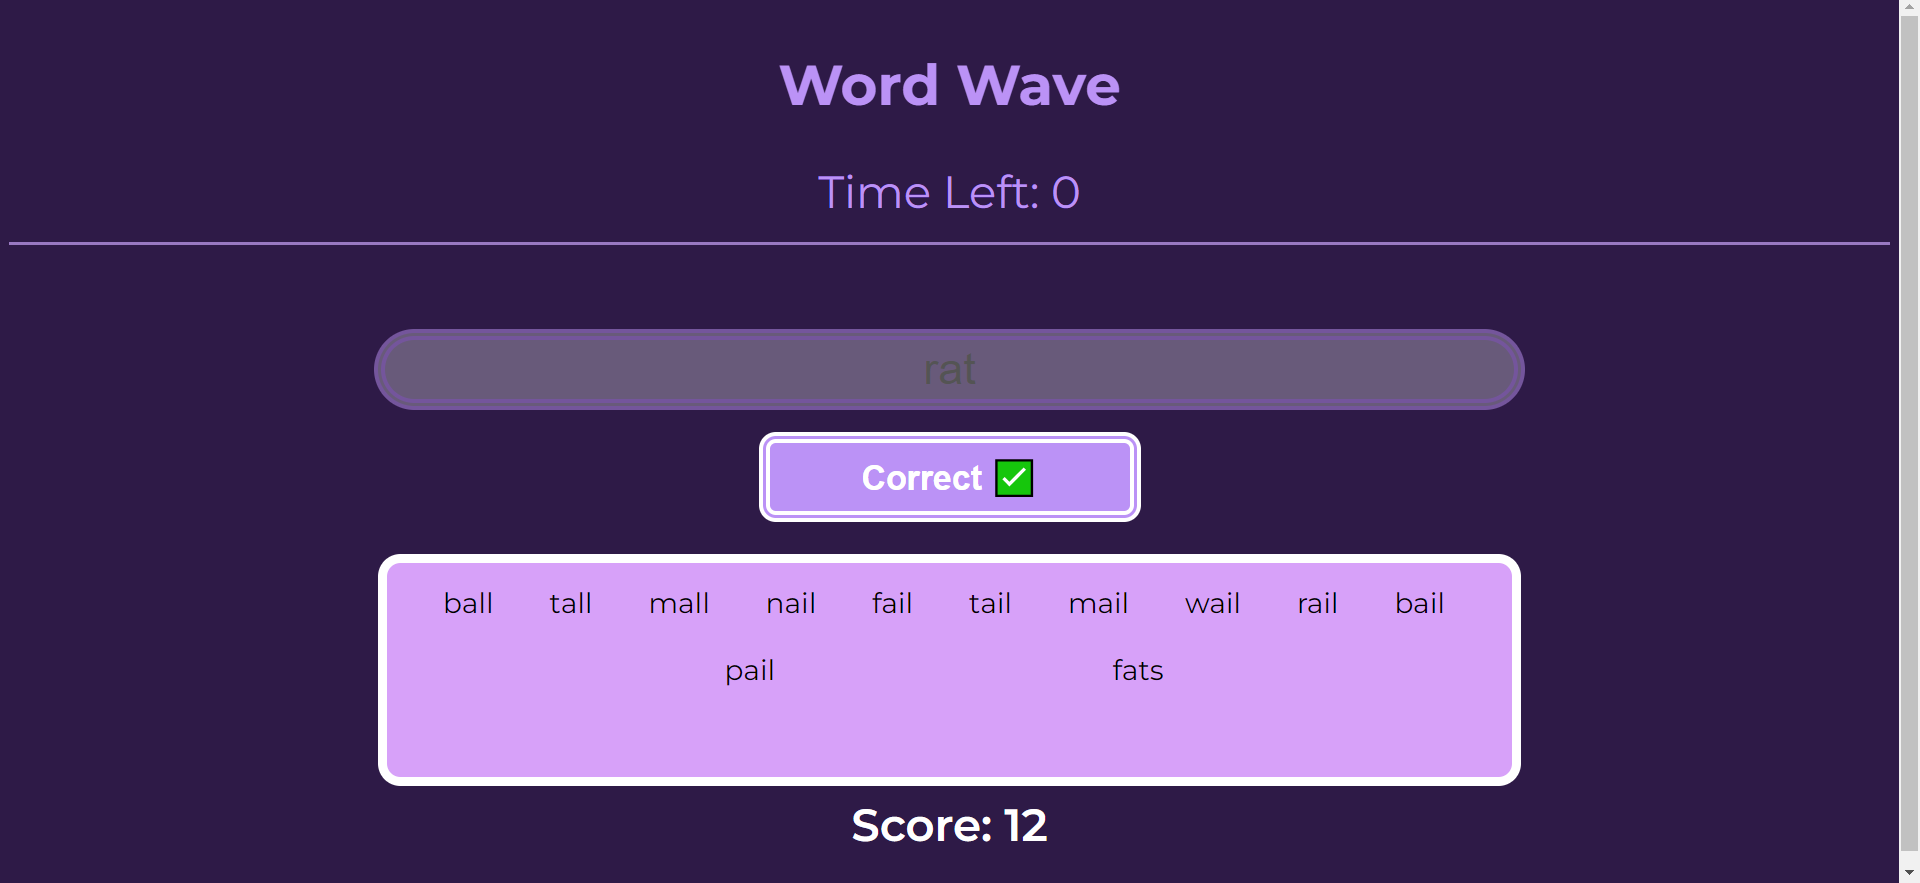 Word Wave
Time Left: 0
rat
Correct ✅
ball tall mall nail fail tail mail wail rail bail
pail fats
Score: 12